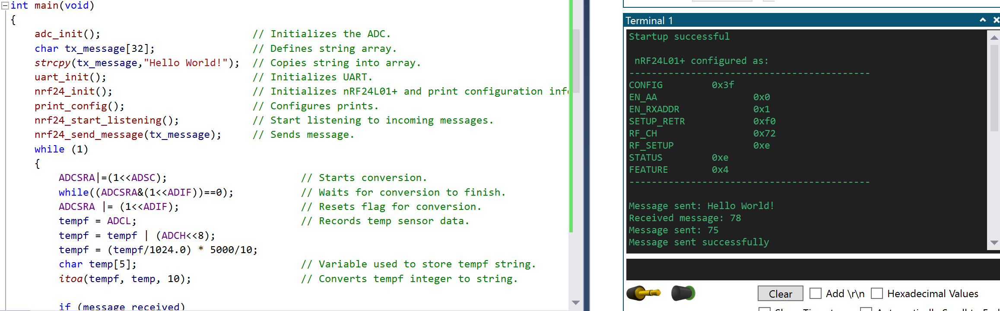 int main(void)
{
adc_init(); // Initializes the ADC.
char tx_message[32]; // Defines string array.
strcpy(tx_message,"Hello World!"); // Copies string into array.
uart_init(); // Initializes UART.
nrf24_init(); // Initializes nRF24L01+ and print configuration info
print_config(); // Configures prints.
nrf24_start_listening(); // Start listening to incoming messages.
nrf24_send_message(tx_message); // Sends message.
while (1)
{
ADCSRA|=(1<<ADSC); // Starts conversion.
while((ADCSRA&(1<<ADIF))==0); // Waits for conversion to finish.
ADCSRA |= (1<<ADIF); // Resets flag for conversion.
tempf = ADCL; // Records temp sensor data.
tempf = tempf | (ADCH<<8);
tempf = (tempf/1024.0) * 5000/10;
char temp[5]; // Variable used to store tempf string.
itoa(tempf, temp, 10); // Converts tempf integer to string.
if (message_received)
Terminal 1
Startup successful
nRF24L01+ configured as:
-------------------------------------------
CONFIG 0x3f
EN_AA 0x0
EN_RXADDR 0x1
SETUP_RETR 0xf0
RF_CH 0x72
RF_SETUP 0xe
STATUS 0xe
FEATURE 0x4
-------------------------------------------
Message sent: Hello World!
Received message: 78
Message sent: 75
Message sent successfully
Clear Add \r\n Hexadecimal Values